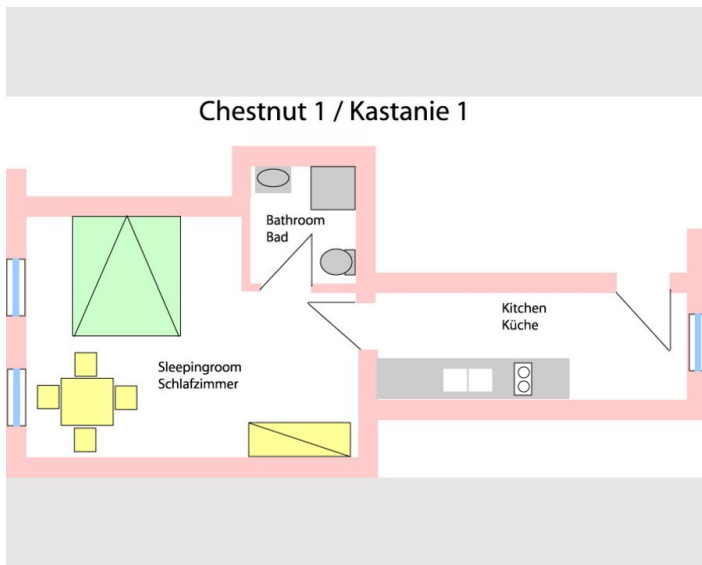 Chestnut 1 / Kastanie 1
Bathroom
Bad
Kitchen
Küche
Sleepingroom
Schlafzimmer